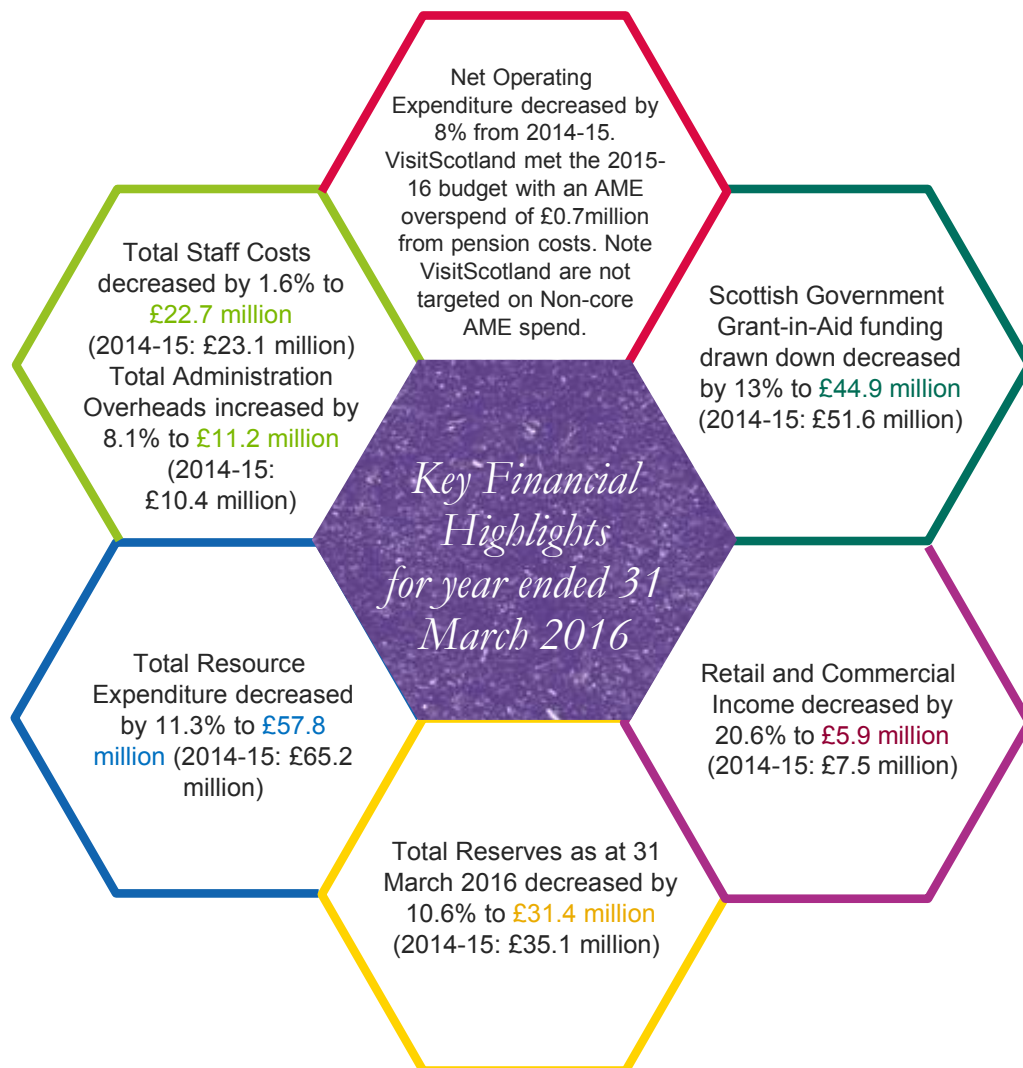 Net Operating
Expenditure decreased by
8% from 2014-15.
VisitScotland met the 2015-
16 budget with an AME
overspend of £0.7million
from pension costs. Note
VisitScotland are not
targeted on Non-core
AME spend.
Total Staff Costs
decreased by 1.6% to
£22.7 million
(2014-15: £23.1 million)
Total Administration
Overheads increased by
8.1% to £11.2 million
(2014-15:
£10.4 million)
Scottish Government
Grant-in-Aid funding
drawn down decreased
by 13% to £44.9 million
(2014-15: £51.6 million)
Key Financial
Highlights
for year ended 31
March 2016
Total Resource
Expenditure decreased
by 11.3% to £57.8
million (2014-15: £65.2
million)
Retail and Commercial
Income decreased by
20.6% to £5.9 million
(2014-15: £7.5 million)
Total Reserves as at 31
March 2016 decreased by
10.6% to £31.4 million
(2014-15: £35.1 million)